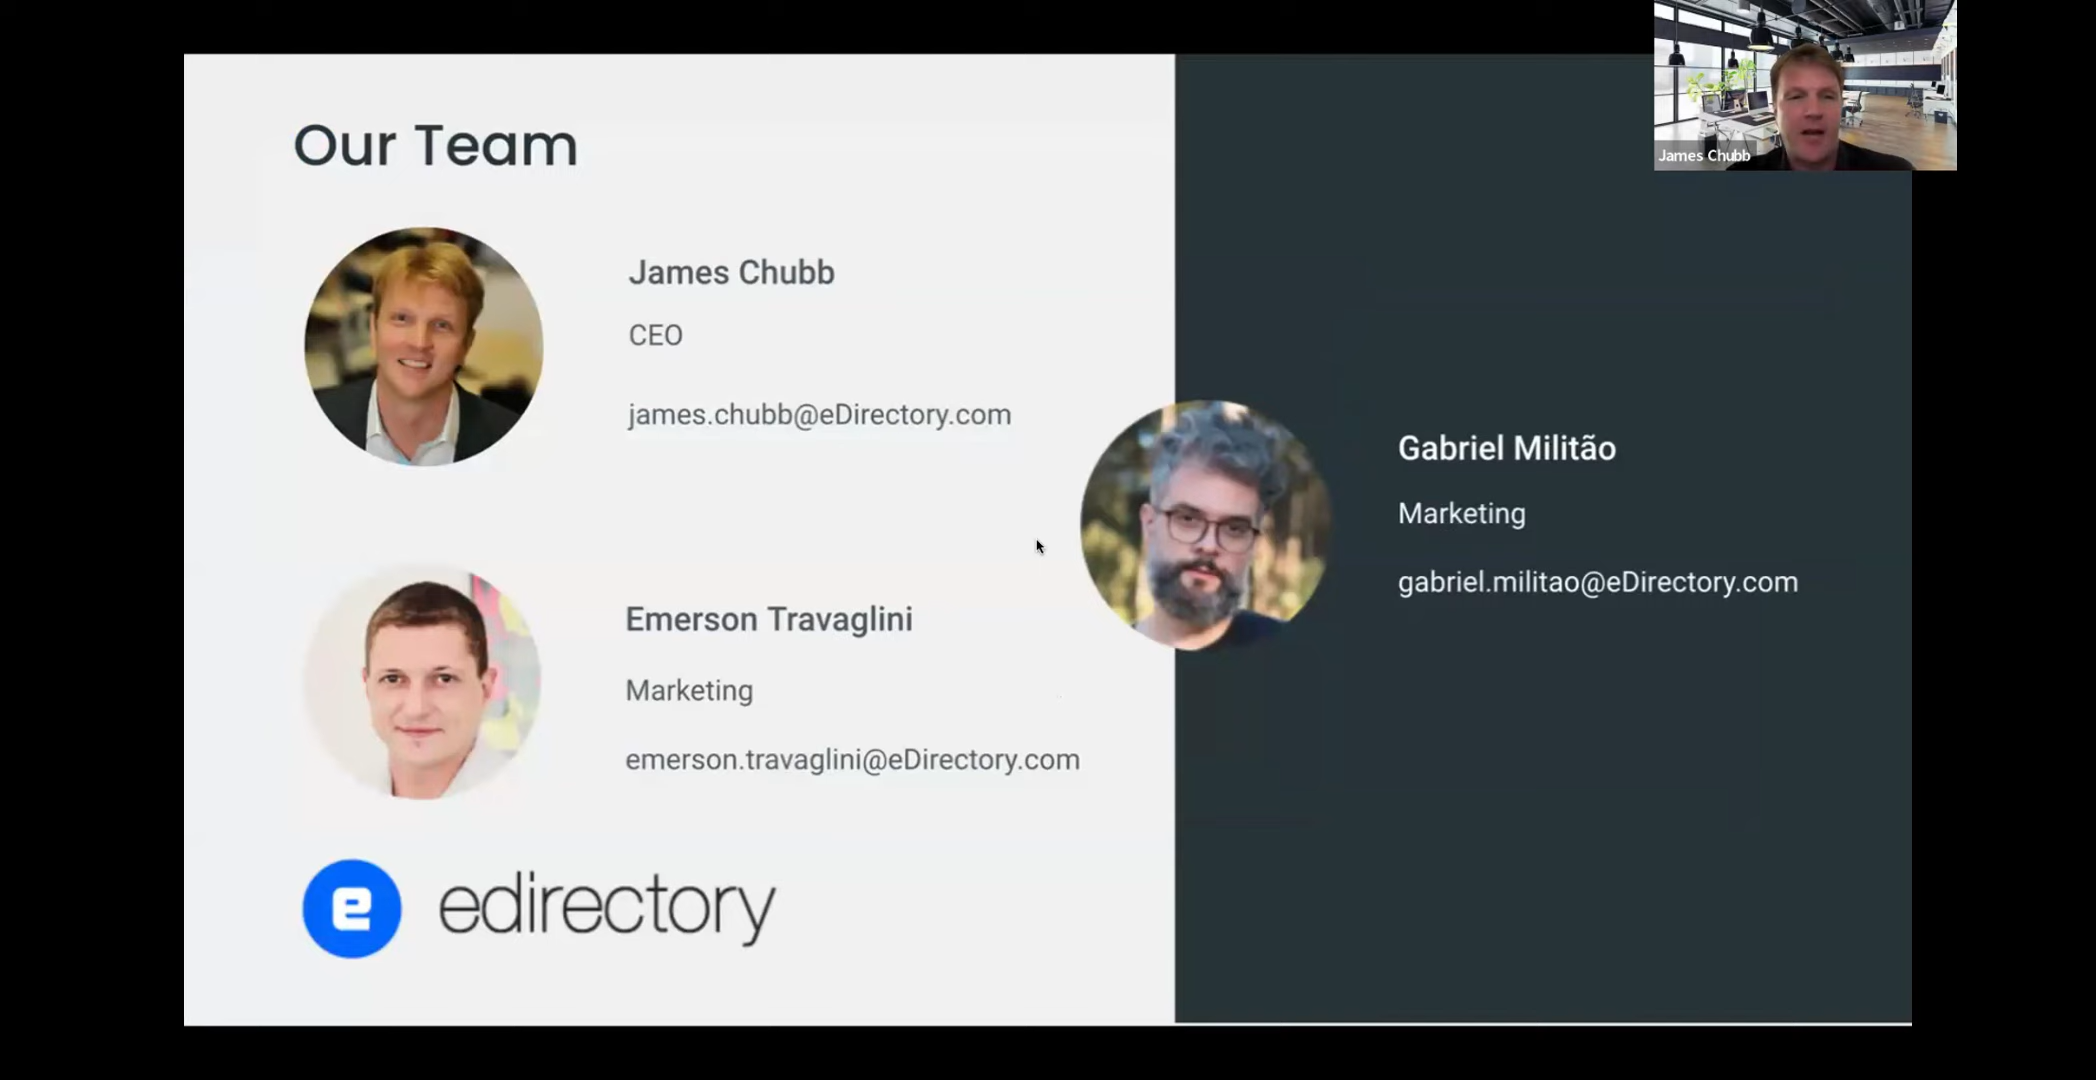 Our Team
James Chubb
CEO
james.chubb@eDirectory.com
Emerson Travaglini
Marketing
emerson.travaglini@eDirectory.com
e edirectory
Gabriel Militão
Marketing
gabriel.militao@eDirectory.com
James Chubb